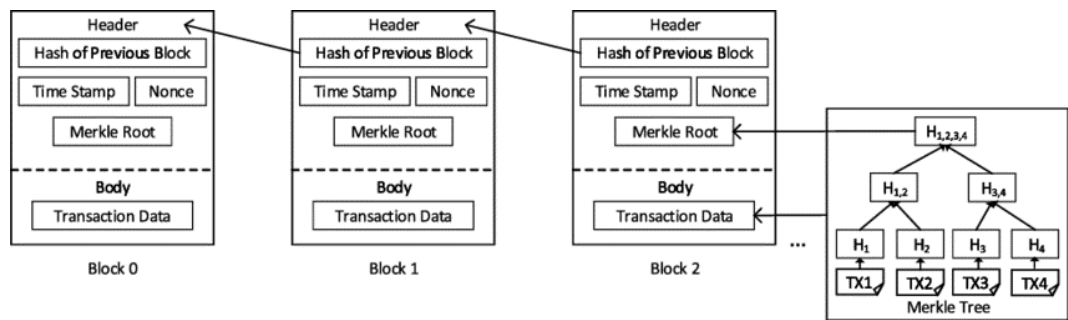 Header
Hash of Previous Block
Time Stamp
Nonce
Merkle Root
Body
Transaction Data
Block 0
Header
Hash of Previous Block
Time Stamp
Nonce
Merkle Root
Body
Transaction Data
Block 1
Header
Hash of Previous Block
Time Stamp
Nonce
Merkle Root
Body
Transaction Data
Block 2
...
H1,2,3,4
H1,2
H3,4
H1
H2
H3
H4
TX1
TX2
TX3
TX4
Merkle Tree